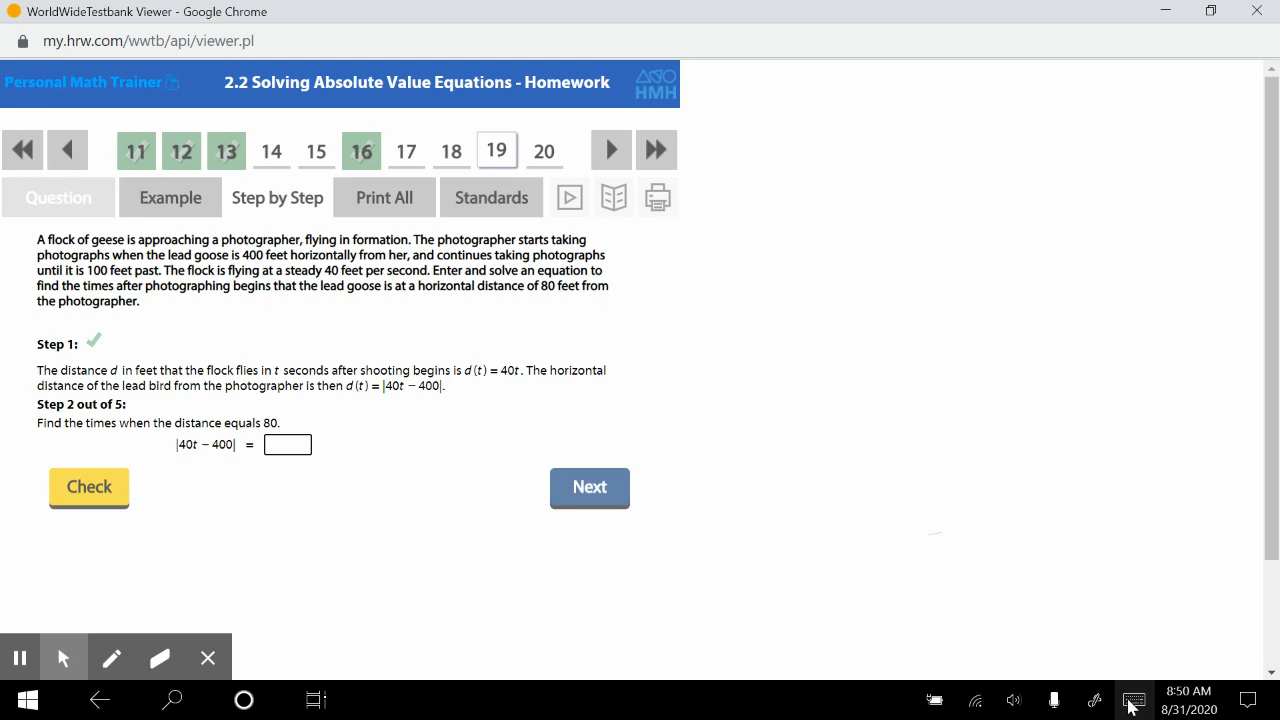 WorldWideTestbank Viewer - Google Chrome
my.hrw.com/wwtb/api/viewer.pl
Personal Math Trainer 2.2 Solving Absolute Value Equations - Homework HMH
11 12 13 14 15 16 17 18 19 20
Question Example Step by Step Print All Standards
A flock of geese is approaching a photographer, flying in formation. The photographer starts taking
photographs when the lead goose is 400 feet horizontally from her, and continues taking photographs
until it is 100 feet past. The flock is flying at a steady 40 feet per second. Enter and solve an equation to
find the times after photographing begins that the lead goose is at a horizontal distance of 80 feet from
the photographer.
Step 1:
The distance d in feet that the flock flies in t seconds after shooting begins is d (t) = 40t. The horizontal
distance of the lead bird from the photographer is then d (t) = |40t − 400|.
Step 2 out of 5:
Find the times when the distance equals 80.
|40t − 400| =
Check Next
8:50 AM
8/31/2020